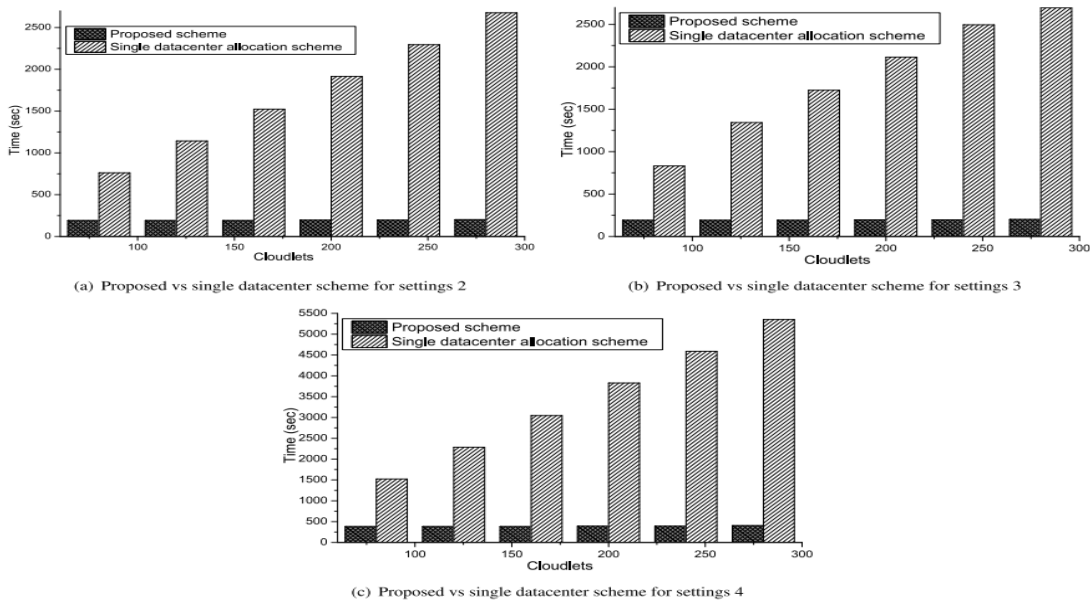 Proposed scheme
Single datacenter allocation scheme
2500
2000
1500
1000
500
0
Time (sec)
100 150 200 250 300
Cloudlets
(a) Proposed vs single datacenter scheme for settings 2
Proposed scheme
Single datacenter allocation scheme
2500
2000
1500
1000
500
0
Time (sec)
100 150 200 250 300
Cloudlets
(b) Proposed vs single datacenter scheme for settings 3
Proposed scheme
Single datacenter allocation scheme
5500
5000
4500
4000
3500
3000
2500
2000
1500
1000
500
0
Time (sec)
100 150 200 250 300
Cloudlets
(c) Proposed vs single datacenter scheme for settings 4